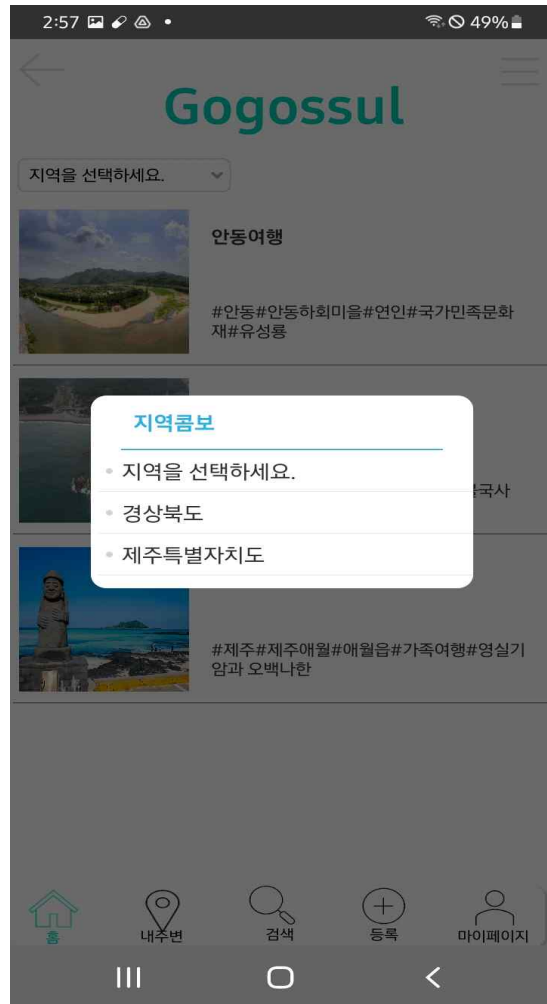 2:57
49%
Gogossul
지역을 선택하세요.
안동여행
#안동#안동하회미을#연인#국가민족문화
재#유성룡
지역콤보
지역을 선택하세요.
국사
경상북도
제주특별자치도
#제주#제주애월#애월읍#가족여행#영실기
암과 오백나한
홈
내주변
검색
등록
마이페이지